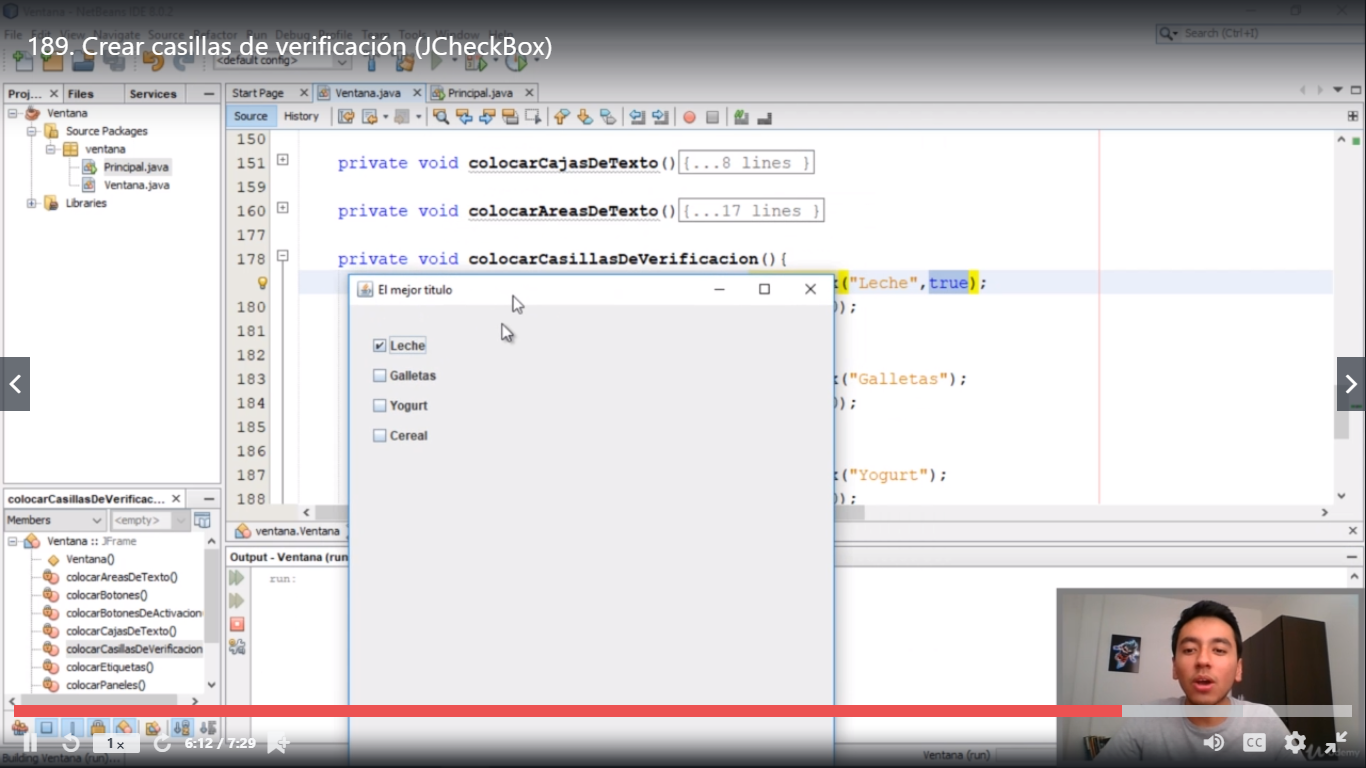 Ventana - NetBeans IDE 8.0.2
File Edit View Navigate Source Refactor Run Debug Profile Team Tools Window Help
189. Crear casillas de verificación (JCheckBox)
Search (Ctrl+I)
<default config>
Proj... Files Services
Start Page Ventana.java Principal.java
Source History
Ventana
Source Packages
ventana
Principal.java
Ventana.java
Libraries
150
151 private void colocarCajasDeTexto(){...8 lines }
159
160 private void colocarAreasDeTexto(){...17 lines }
177
178 private void colocarCasillasDeVerificacion(){
("Leche",true);
180 );
181
182
183 ("Galletas");
184 );
185
186
187 ("Yogurt");
188 );
El mejor titulo
Leche
Galletas
Yogurt
Cereal
colocarCasillasDeVerificac...
Members <empty>
Ventana :: JFrame
Ventana()
colocarAreasDeTexto()
colocarBotones()
colocarBotonesDeActivacion
colocarCajasDeTexto()
colocarCasillasDeVerificacion
colocarEtiquetas()
colocarPaneles()
ventana.Ventana
Output - Ventana (run
run:
1x 6:12 / 7:29
CC
Building Ventana (run)...
Ventana (run)